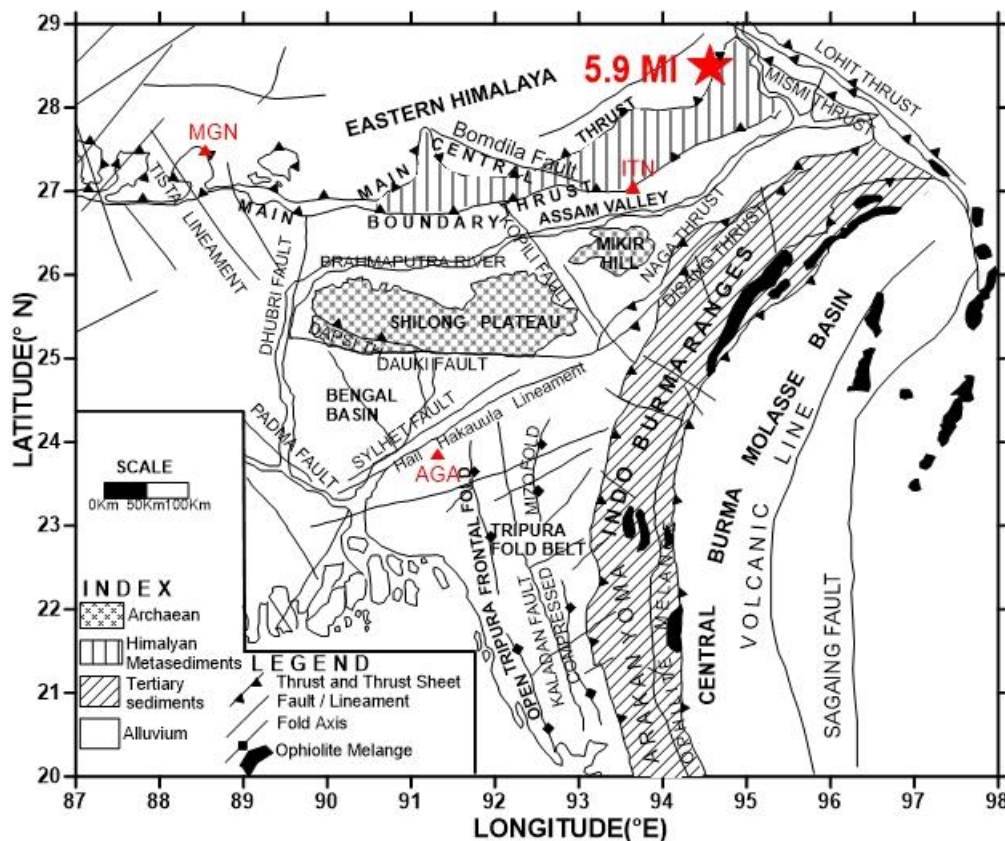 29
28
27
26
25
24
23
22
21
20
LATITUDE(° N)
5.9 Ml
LOHIT THRUST
MISMI THRUST
EASTERN HIMALAYA
MGN
TISTA
LINEAMENT
MAIN CENTRAL THRUST
Bomdila Fault
ITN
MAIN BOUNDARY THRUST
ASSAM VALLEY
KOPILI FAULT
MIKIR
HILL
NAGA THRUST
DISANG THRUST
BRAHMAPUTRA RIVER
DHUBRI FAULT
SHILONG PLATEAU
DAPSI TH
DAUKI FAULT
BENGAL
BASIN
PADMA FAULT
SYLHET FAULT
Hail Hakauula Lineament
AGA
MIZO FOLD
TRIPURA
FOLD BELT
OPEN TRIPURA FRONTAL FOLD
KALADAN FAULT
COMPRESSED
INDO BURMA RANGES
ARAKAN YOMA
CENTRAL BURMA MOLASSE BASIN
VOLCANIC LINE
SAGAING FAULT
SCALE
0Km 50Km100Km
INDEX
Archaean
Himalyan
Metasediments
Tertiary
sediments
Alluvium
LEGEND
Thrust and Thrust Sheet
Fault / Lineament
Fold Axis
Ophiolite Melange
87 88 89 90 91 92 93 94 95 96 97 98
LONGITUDE(°E)